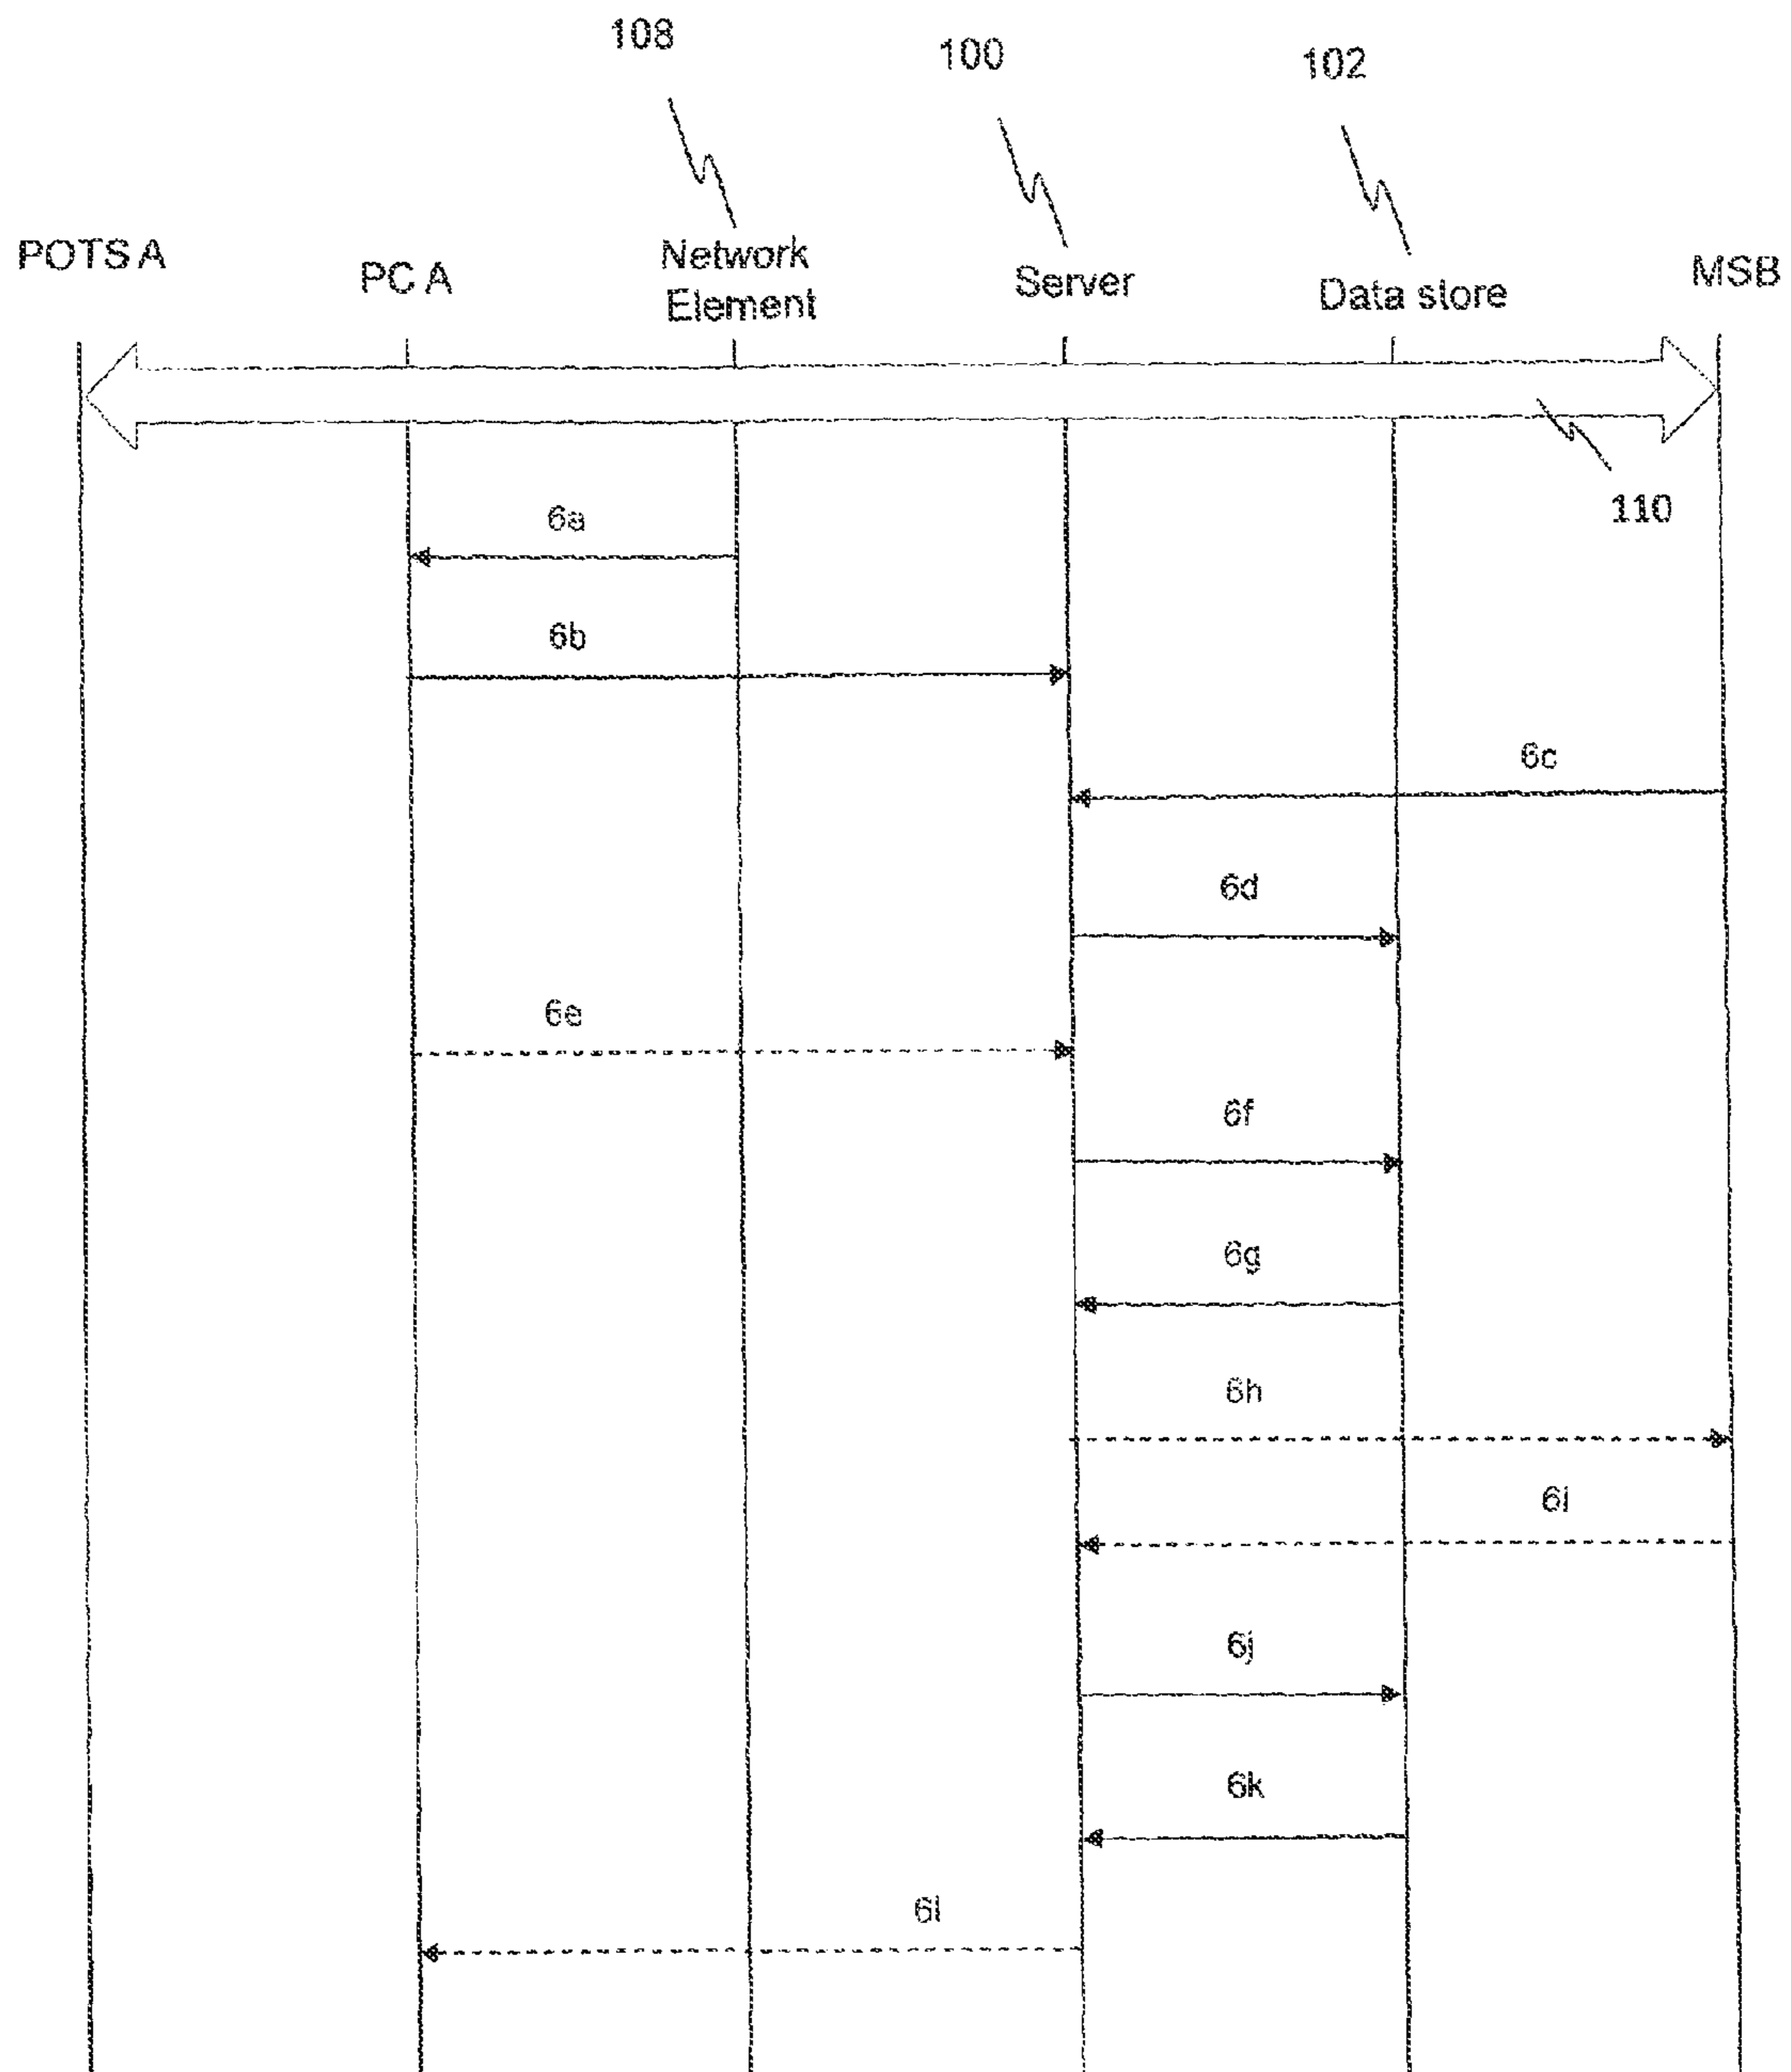 108
100
102
POTS A
PC A
Network
Element
Server
Data store
MSB
110
6a
6b
6c
6d
6e
6f
6g
6h
6i
6j
6k
6l